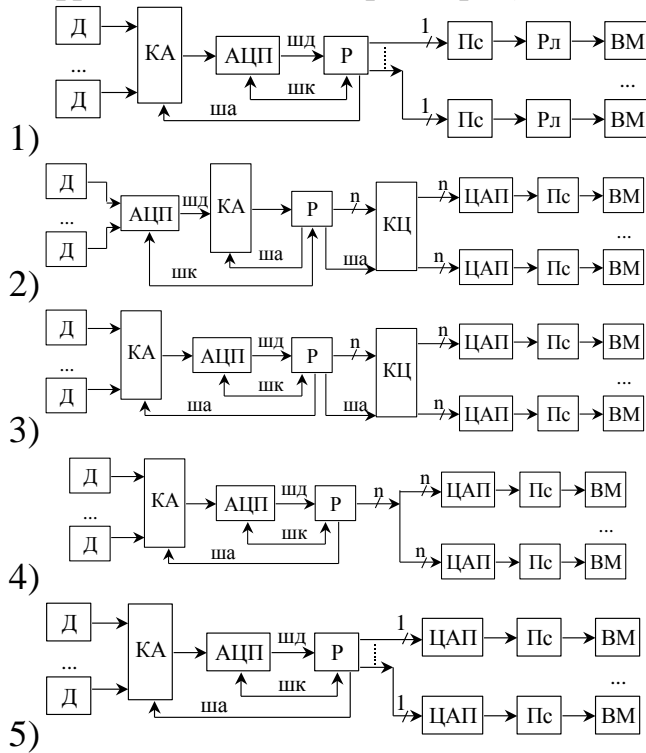 Д КА АЦП шд Р 1 Пс Рл ВМ
... шк ...
Д ша 1 Пс Рл ВМ
1)
Д АЦП шд КА Р n КЦ n ЦАП Пс ВМ
... ...
Д шк ша ша n ЦАП Пс ВМ
2)
Д КА АЦП шд Р n КЦ n ЦАП Пс ВМ
... шк ...
Д ша ша n ЦАП Пс ВМ
3)
Д КА АЦП шд Р n n ЦАП Пс ВМ
... шк ...
Д ша n ЦАП Пс ВМ
4)
Д КА АЦП шд Р 1 ЦАП Пс ВМ
... шк ...
Д ша 1 ЦАП Пс ВМ
5)